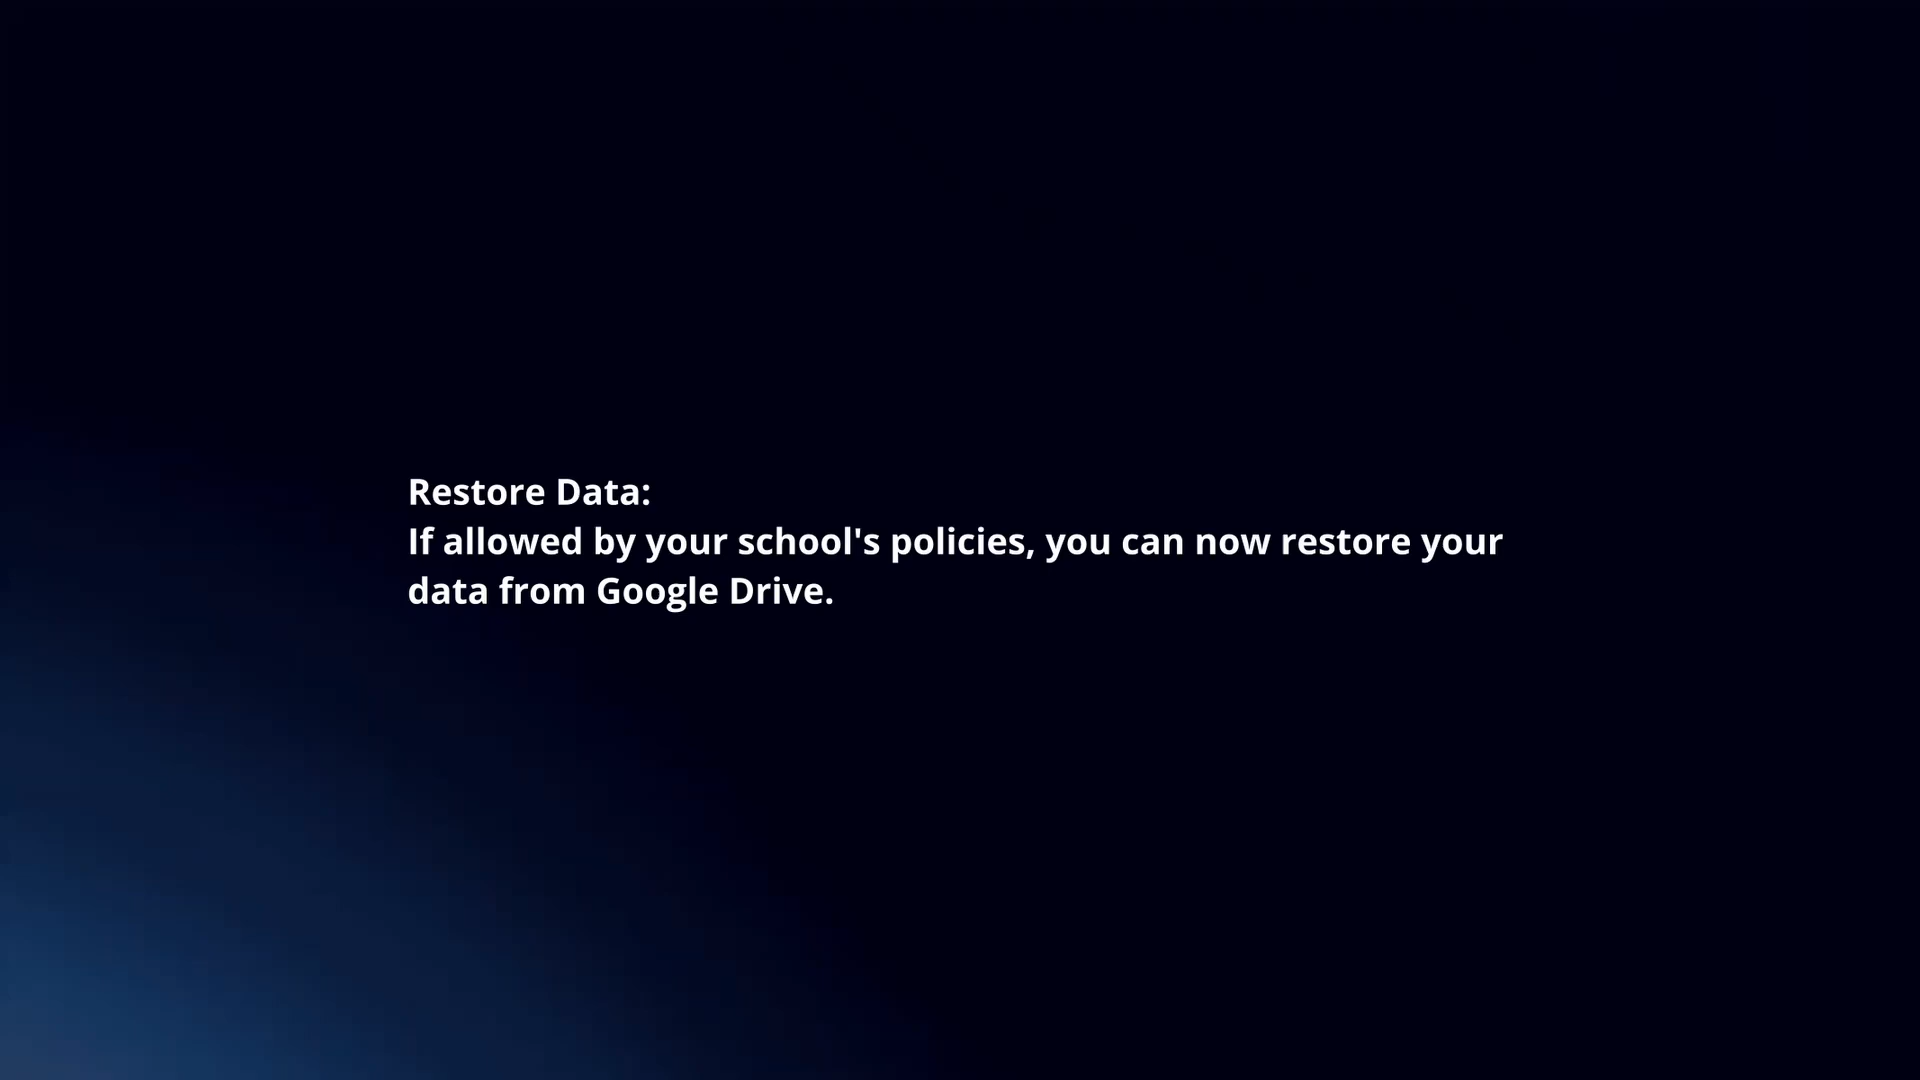 Restore Data:
If allowed by your school's policies, you can now restore your
data from Google Drive.